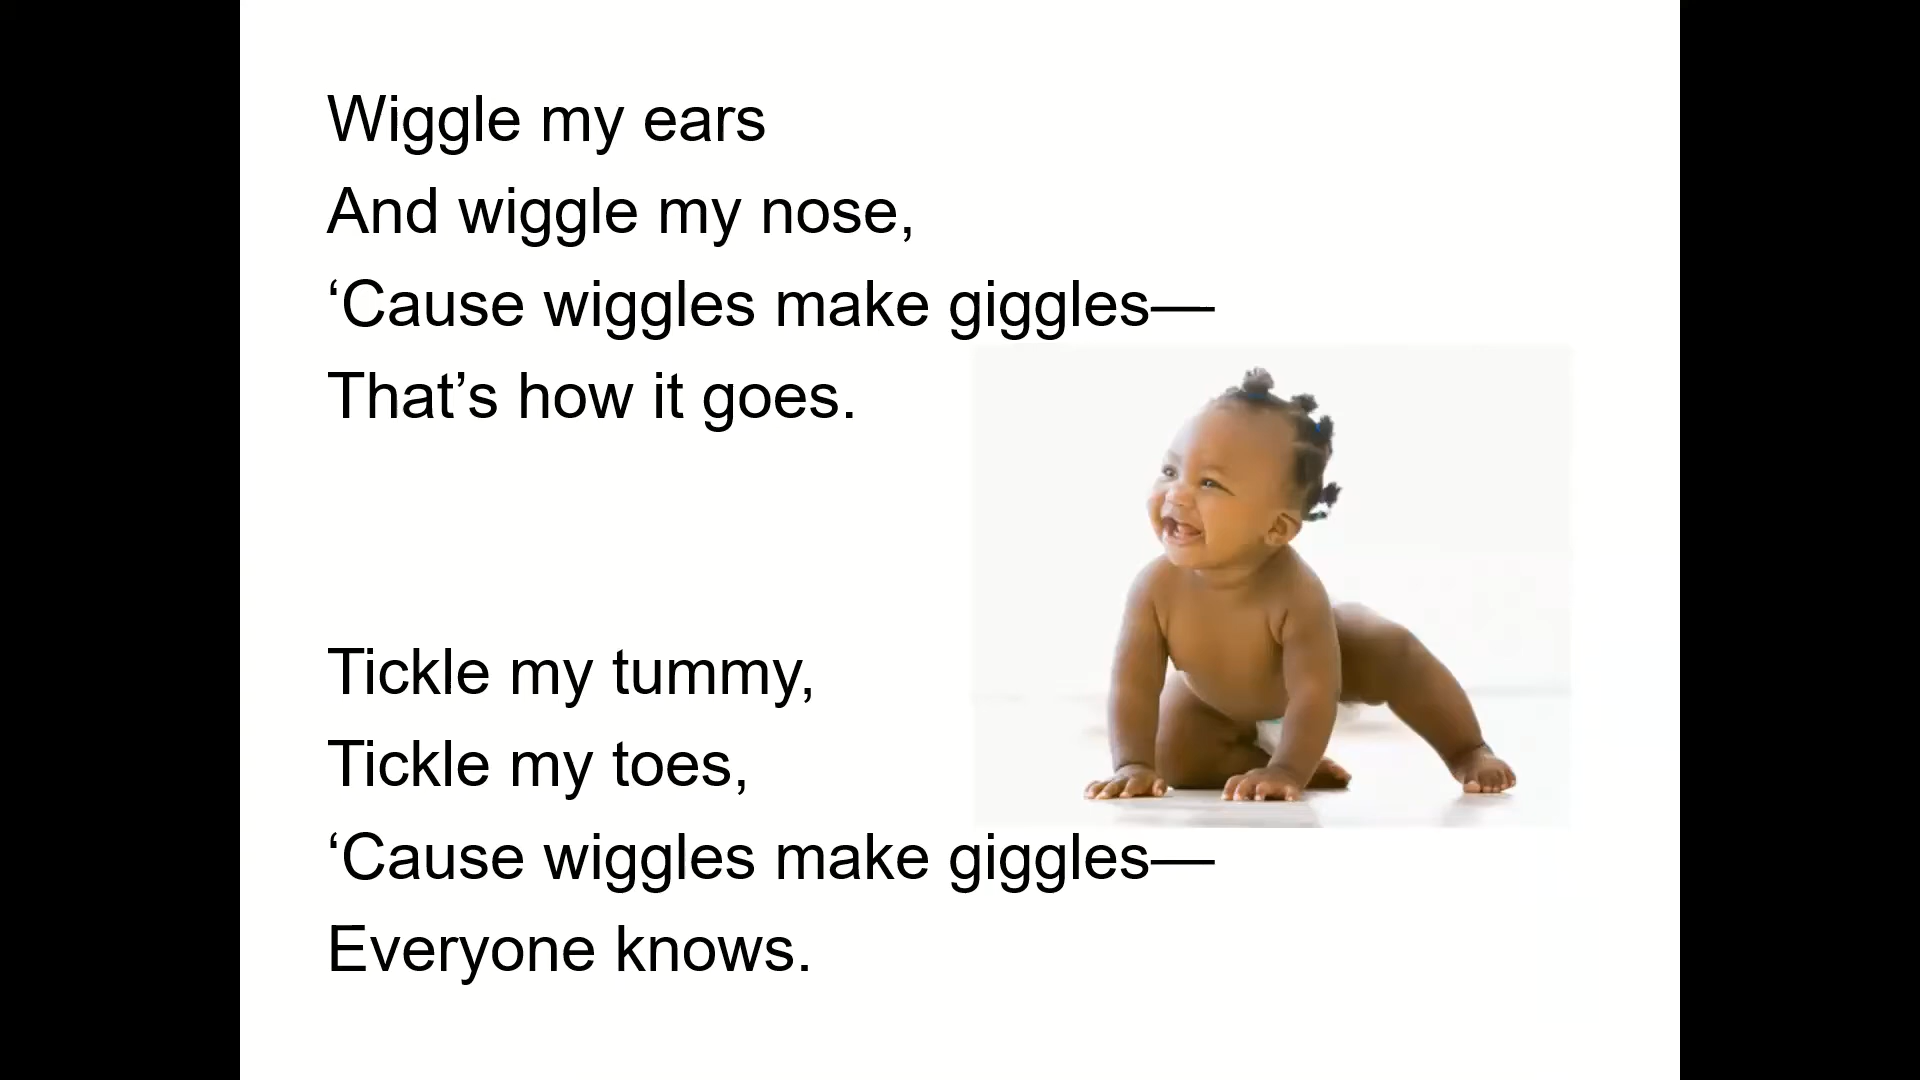 Wiggle my ears
And wiggle my nose,
‘Cause wiggles make giggles—
That’s how it goes.
Tickle my tummy,
Tickle my toes,
‘Cause wiggles make giggles—
Everyone knows.